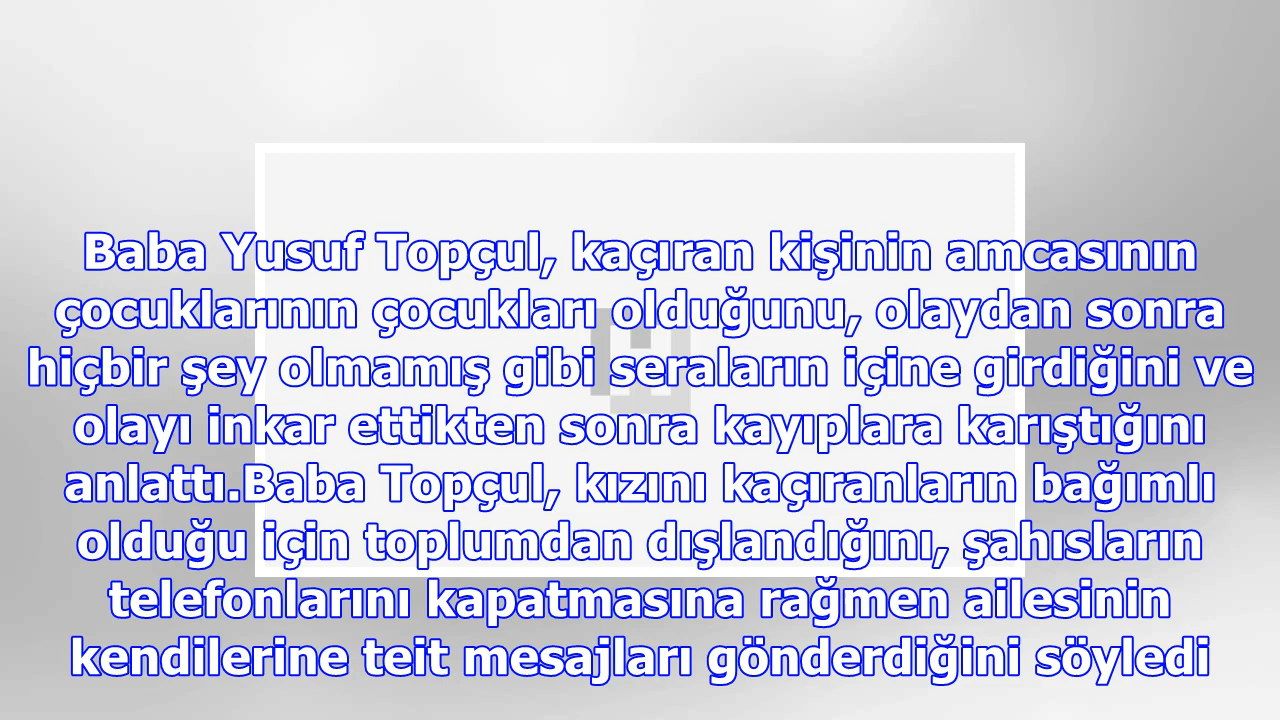 Baba Yusuf Topçul, kaçıran kişinin amcasının
çocuklarının çocukları olduğunu, olaydan sonra
hiçbir şey olmamış gibi seraların içine girdiğini ve
olayı inkar ettikten sonra kayıplara karıştığını
anlattı.Baba Topçul, kızını kaçıranların bağımlı
olduğu için toplumdan dışlandığını, şahısların
telefonlarını kapatmasına rağmen ailesinin
kendilerine teit mesajları gönderdiğini söyledi